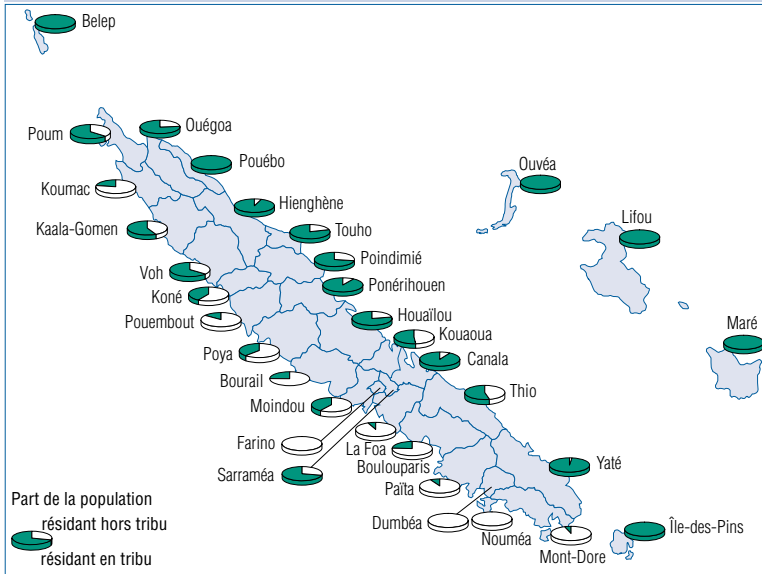 Belep
Ouégoa
Poum
Pouébo
Koumac
Ouvéa
Hienghène
Lifou
Kaala-Gomen
Touho
Poindimié
Voh
Ponérihouen
Koné
Pouembout
Houaïlou
Maré
Kouaoua
Poya
Canala
Bourail
Thio
Moindou
Farino
La Foa
Boulouparis
Sarraméa
Yaté
Païta
Part de la population
résidant hors tribu
résidant en tribu
Dumbéa
Nouméa
Mont-Dore
Île-des-Pins